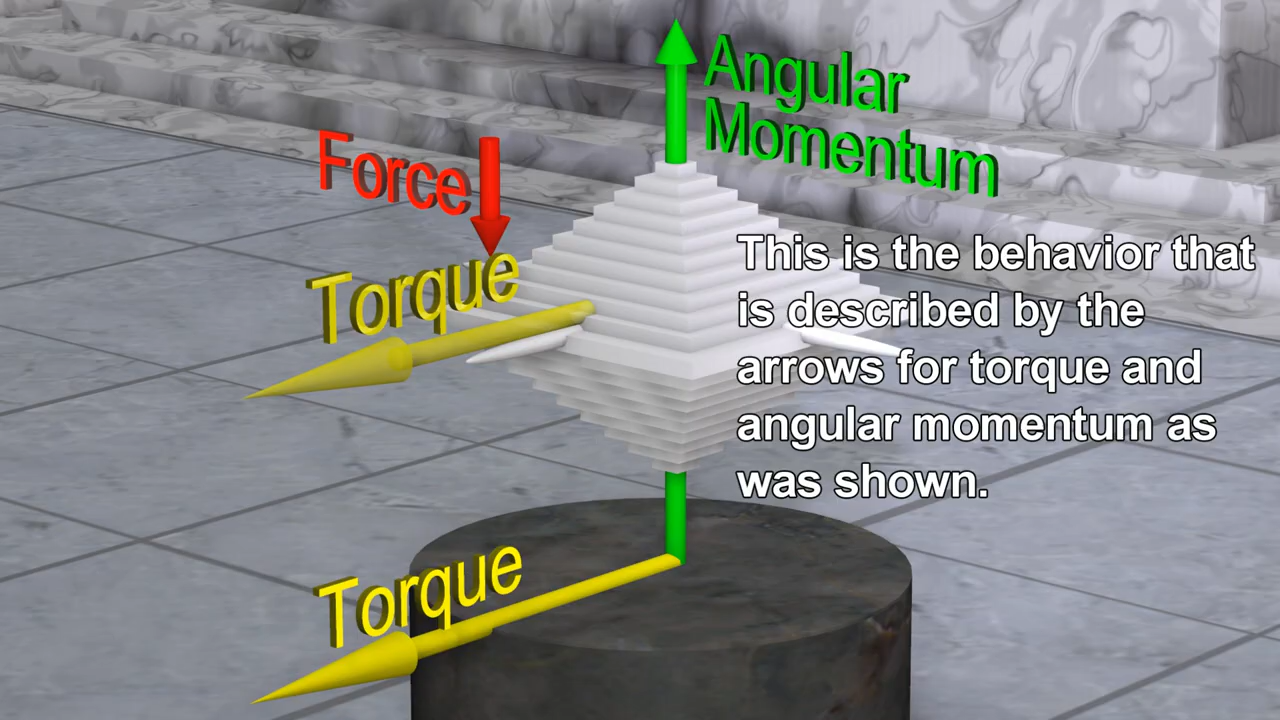 Angular
Momentum
Force
Torque
This is the behavior that
is described by the
arrows for torque and
angular momentum as
was shown.
Torque